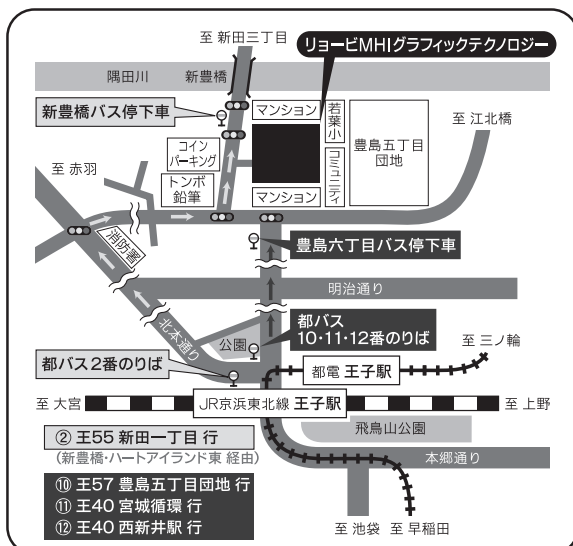 至 新田三丁目
リョービMHIグラフィックテクノロジー
隅田川
新豊橋
新豊橋バス停下車
マンション
若葉小
コミュニティ
豊島五丁目
団地
至 江北橋
コイン
パーキング
トンボ
鉛筆
マンション
至 赤羽
消防署
豊島六丁目バス停下車
明治通り
北本通り
公園
都バス
10・11・12番のりば
至 三ノ輪
都バス2番のりば
都電 王子駅
至 大宮
JR京浜東北線 王子駅
至 上野
② 王55 新田一丁目 行
(新豊橋・ハートアイランド東 経由)
飛鳥山公園
本郷通り
⑩ 王57 豊島五丁目団地 行
⑪ 王40 宮城循環 行
⑫ 王40 西新井駅 行
至 池袋
至 早稲田